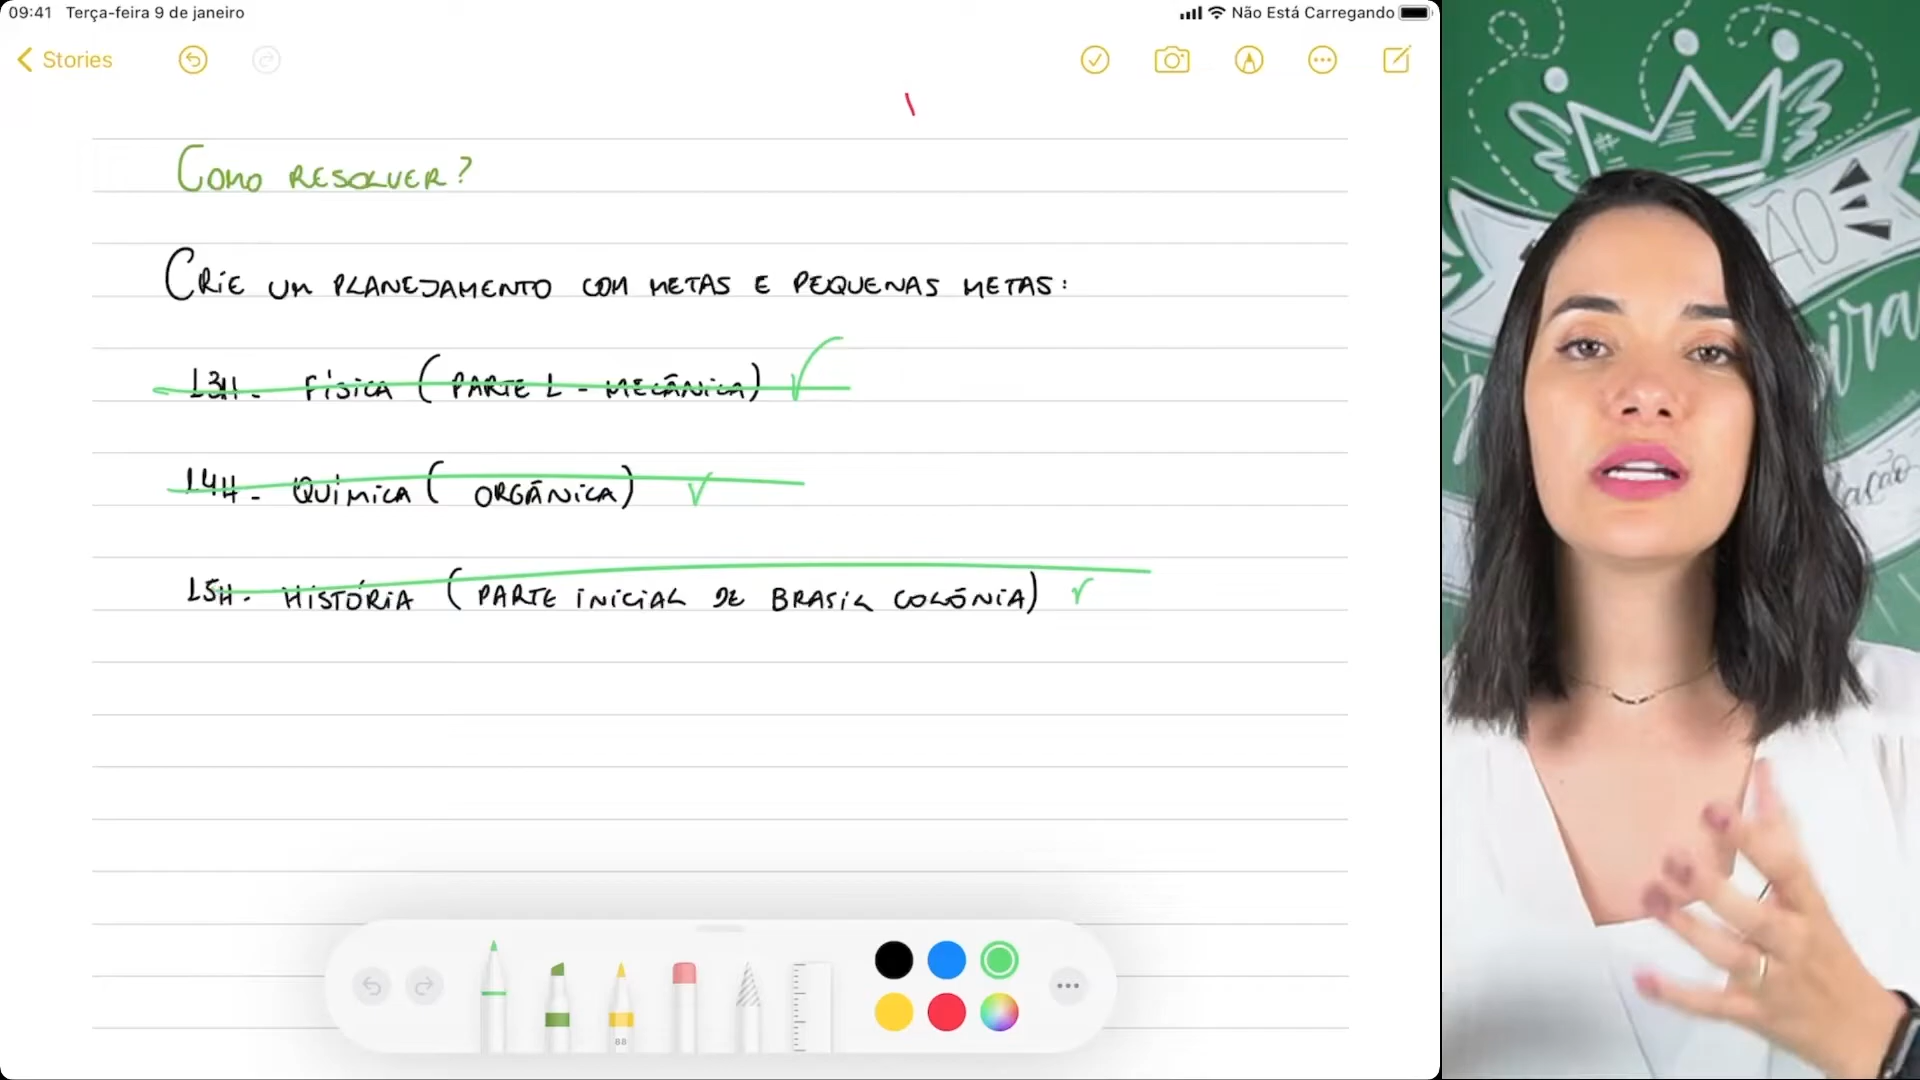 09:41 Terça-feira 9 de janeiro
Não Está Carregando
Stories
COMO RESOLVER?
CRIE UM PLANEJAMENTO COM METAS E PEQUENAS METAS:
13H. FÍSICA (PARTE 1 - MECÂNICA)
14H - QUÍMICA ( ORGÂNICA)
15H. HISTÓRIA (PARTE INICIAL DE BRASIL COLÔNIA)
88
#